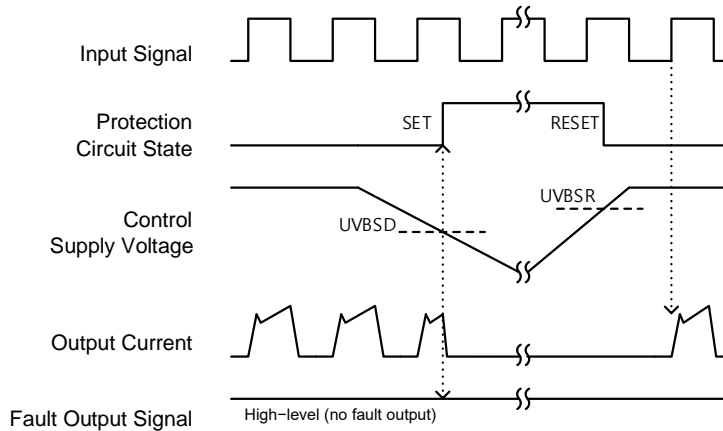 Input Signal
Protection
Circuit State
SET
RESET
Control
Supply Voltage
UVBSD
UVBSR
Output Current
Fault Output Signal
High−level (no fault output)